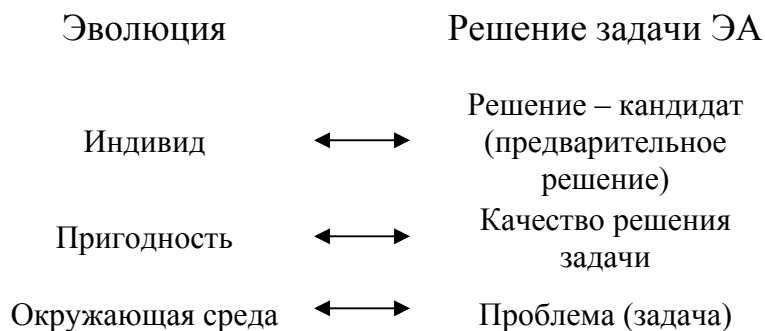 Эволюция Решение задачи ЭА
Решение – кандидат
Индивид (предварительное
решение)
Качество решения
Пригодность задачи
Окружающая среда Проблема (задача)